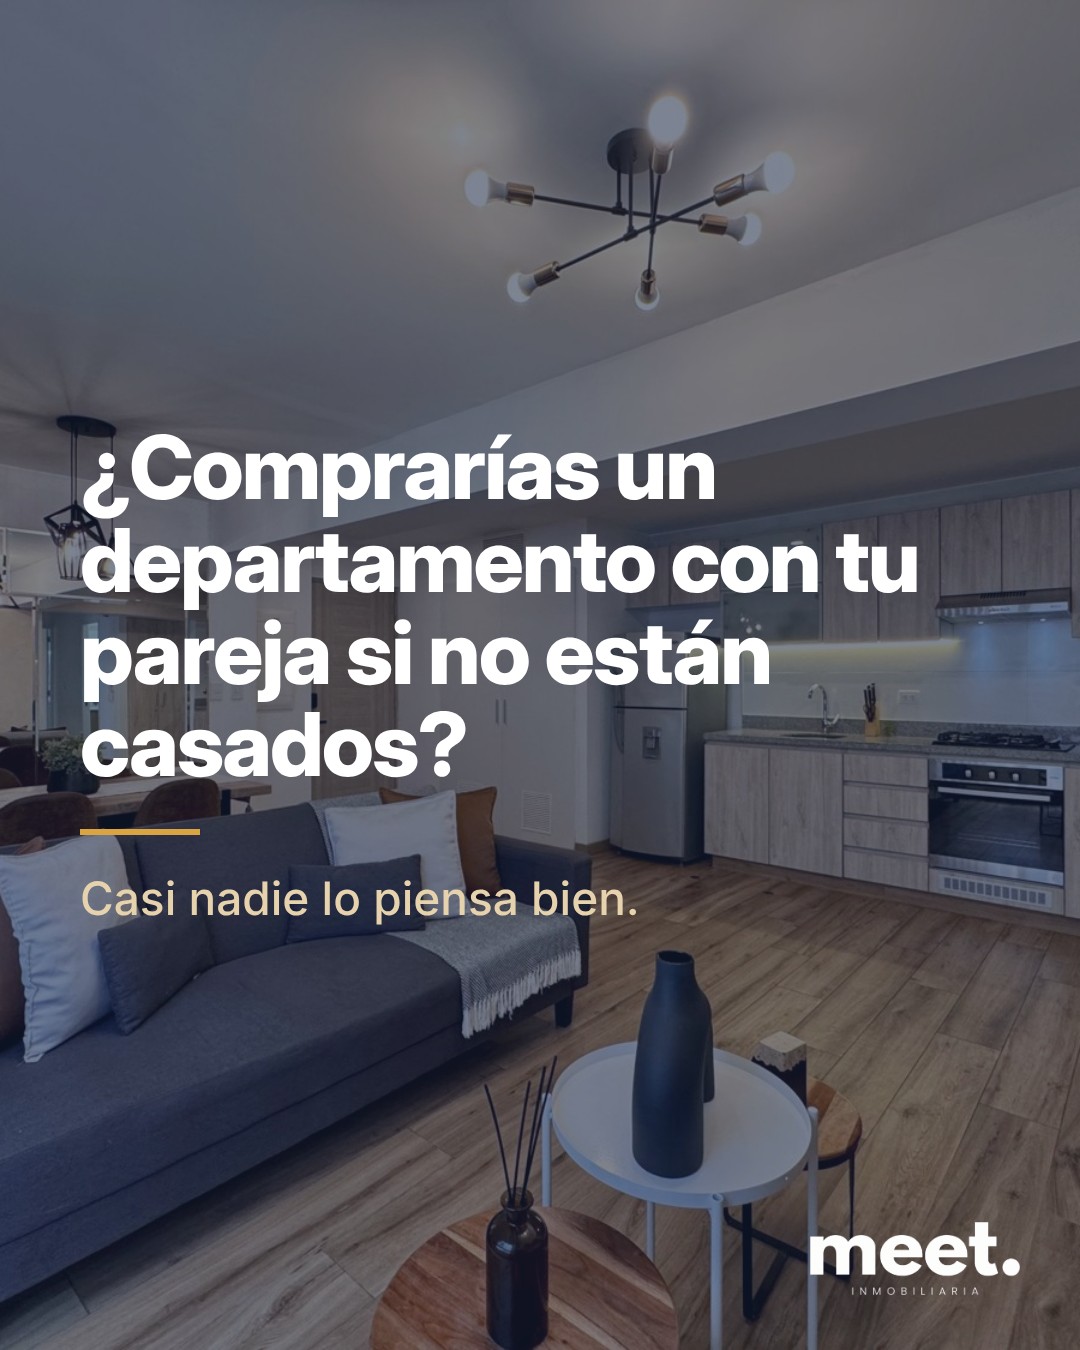 ¿Comprarías un
departamento con tu
pareja si no están
casados?
Casi nadie lo piensa bien.
meet.
INMOBILIARIA